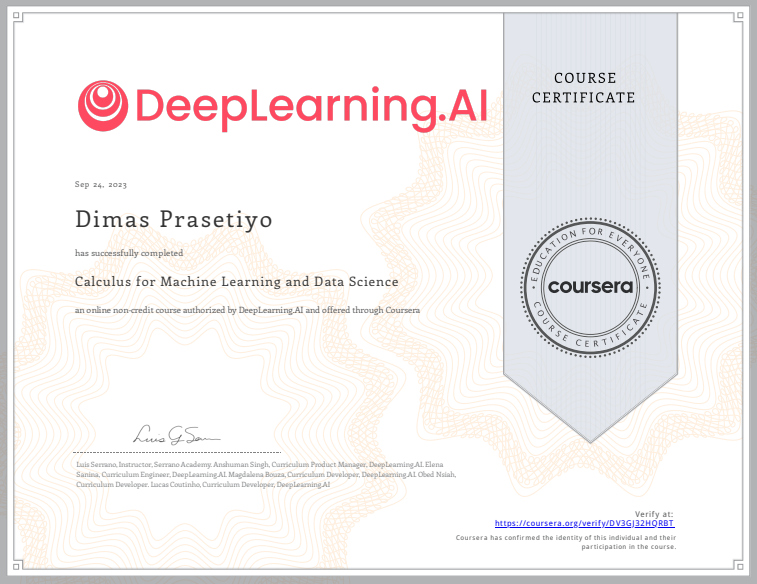 DeepLearning.AI
COURSE
CERTIFICATE
Sep 24, 2023
Dimas Prasetiyo
has successfully completed
Calculus for Machine Learning and Data Science
an online non-credit course authorized by DeepLearning.AI and offered through Coursera
EDUCATION FOR EVERYONE
coursera
COURSE CERTIFICATE
Luis G Serr
Luis Serrano, Instructor, Serrano Academy. Anshuman Singh, Curriculum Product Manager, DeepLearning.AI. Elena
Sanina, Curriculum Engineer, DeepLearning.AI. Magdalena Bouza, Curriculum Developer, DeepLearning.AI. Obed Nsiah,
Curriculum Developer. Lucas Coutinho, Curriculum Developer, DeepLearning.AI
Verify at:
https://coursera.org/verify/DV3GJ32HQRBT
Coursera has confirmed the identity of this individual and their
participation in the course.